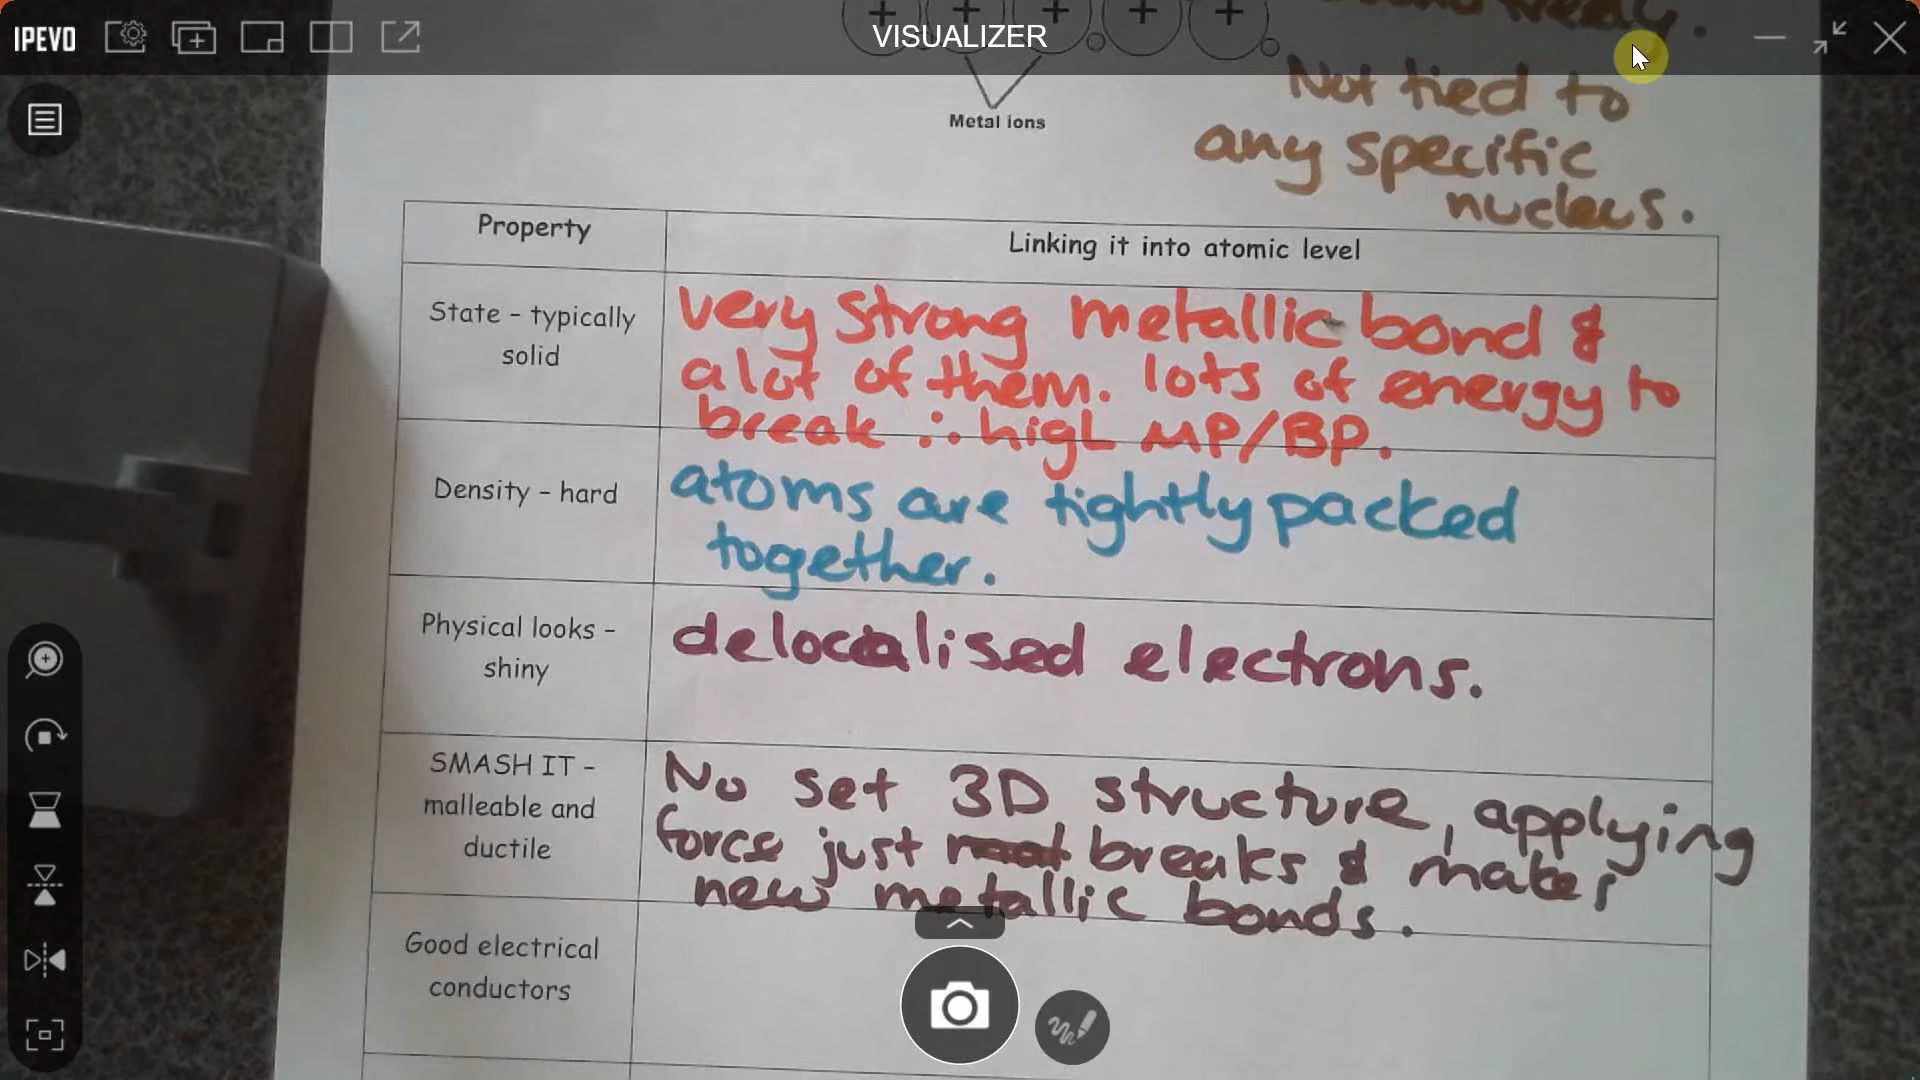 IPEVO
VISUALIZER
Not tied to
any specific
nucleus.
Metal ions
Property
Linking it into atomic level
State - typically
solid
very strong metallic bond &
a lot of them. lots of energy to
break ∴ high MP/BP.
Density - hard
atoms are tightly packed
together.
Physical looks -
shiny
delocalised electrons.
SMASH IT -
malleable and
ductile
No set 3D structure, applying
force just breaks & makes
new metallic bonds.
Good electrical
conductors